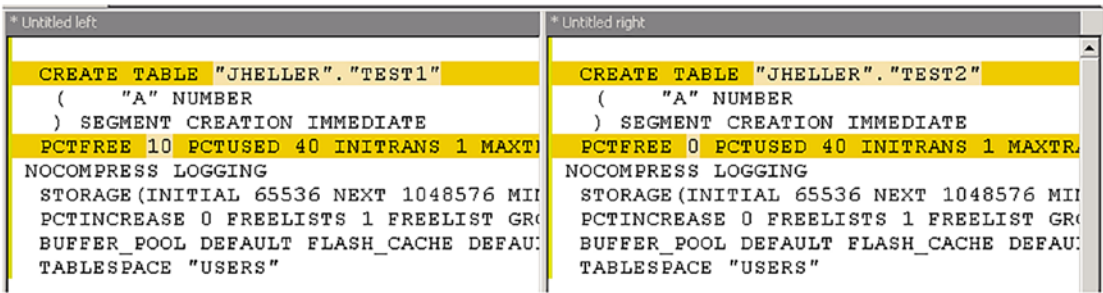 * Untitled left
CREATE TABLE "JHELLER"."TEST1"
( "A" NUMBER
) SEGMENT CREATION IMMEDIATE
PCTFREE 10 PCTUSED 40 INITRANS 1
NOCOMPRESS LOGGING
STORAGE(INITIAL 65536 NEXT 1048576
PCTINCREASE 0 FREELISTS 1 FREELIST
BUFFER_POOL DEFAULT FLASH_CACHE
TABLESPACE "USERS"
* Untitled right
CREATE TABLE "JHELLER"."TEST2"
( "A" NUMBER
) SEGMENT CREATION IMMEDIATE
PCTFREE 0 PCTUSED 40 INITRANS 1
NOCOMPRESS LOGGING
STORAGE(INITIAL 65536 NEXT 1048576
PCTINCREASE 0 FREELISTS 1 FREELIST
BUFFER_POOL DEFAULT FLASH_CACHE
TABLESPACE "USERS"